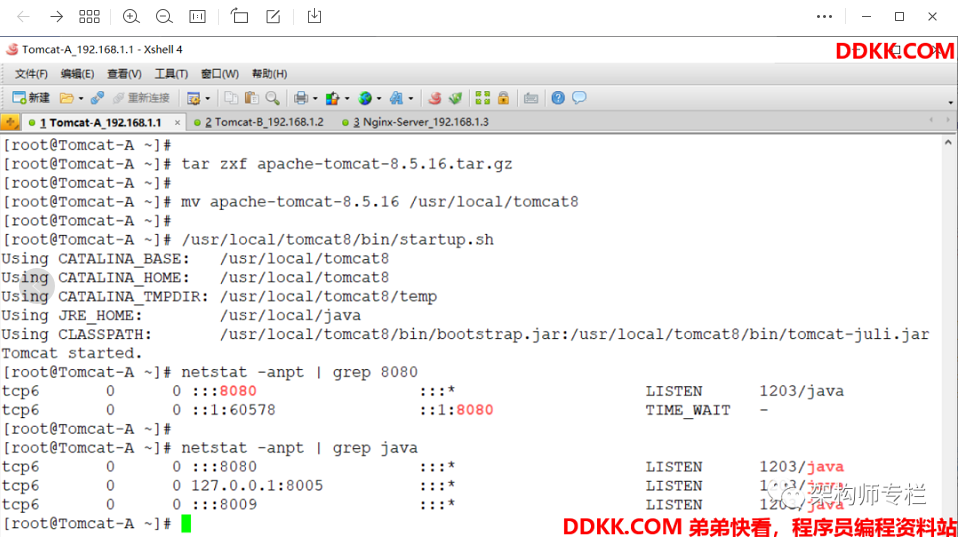 Tomcat-A_192.168.1.1 - Xshell 4
DDKK.COM
文件(F) 编辑(E) 查看(V) 工具(T) 窗口(W) 帮助(H)
新建 重新连接
1 Tomcat-A_192.168.1.1 × 2 Tomcat-B_192.168.1.2 3 Nginx-Server_192.168.1.3
[root@Tomcat-A ~]#
[root@Tomcat-A ~]# tar zxf apache-tomcat-8.5.16.tar.gz
[root@Tomcat-A ~]#
[root@Tomcat-A ~]# mv apache-tomcat-8.5.16 /usr/local/tomcat8
[root@Tomcat-A ~]#
[root@Tomcat-A ~]# /usr/local/tomcat8/bin/startup.sh
Using CATALINA_BASE:   /usr/local/tomcat8
Using CATALINA_HOME:   /usr/local/tomcat8
Using CATALINA_TMPDIR: /usr/local/tomcat8/temp
Using JRE_HOME:        /usr/local/java
Using CLASSPATH:       /usr/local/tomcat8/bin/bootstrap.jar:/usr/local/tomcat8/bin/tomcat-juli.jar
Tomcat started.
[root@Tomcat-A ~]# netstat -anpt | grep 8080
tcp6       0      0 :::8080                 :::*                    LISTEN      1203/java
tcp6       0      0 ::1:60578               ::1:8080                TIME_WAIT   -
[root@Tomcat-A ~]#
[root@Tomcat-A ~]# netstat -anpt | grep java
tcp6       0      0 :::8080                 :::*                    LISTEN      1203/java
tcp6       0      0 127.0.0.1:8005          :::*                    LISTEN      1203/java
tcp6       0      0 :::8009                 :::*                    LISTEN      1203/java
架构师专栏
[root@Tomcat-A ~]#
DDKK.COM 弟弟快看，程序员编程资料站